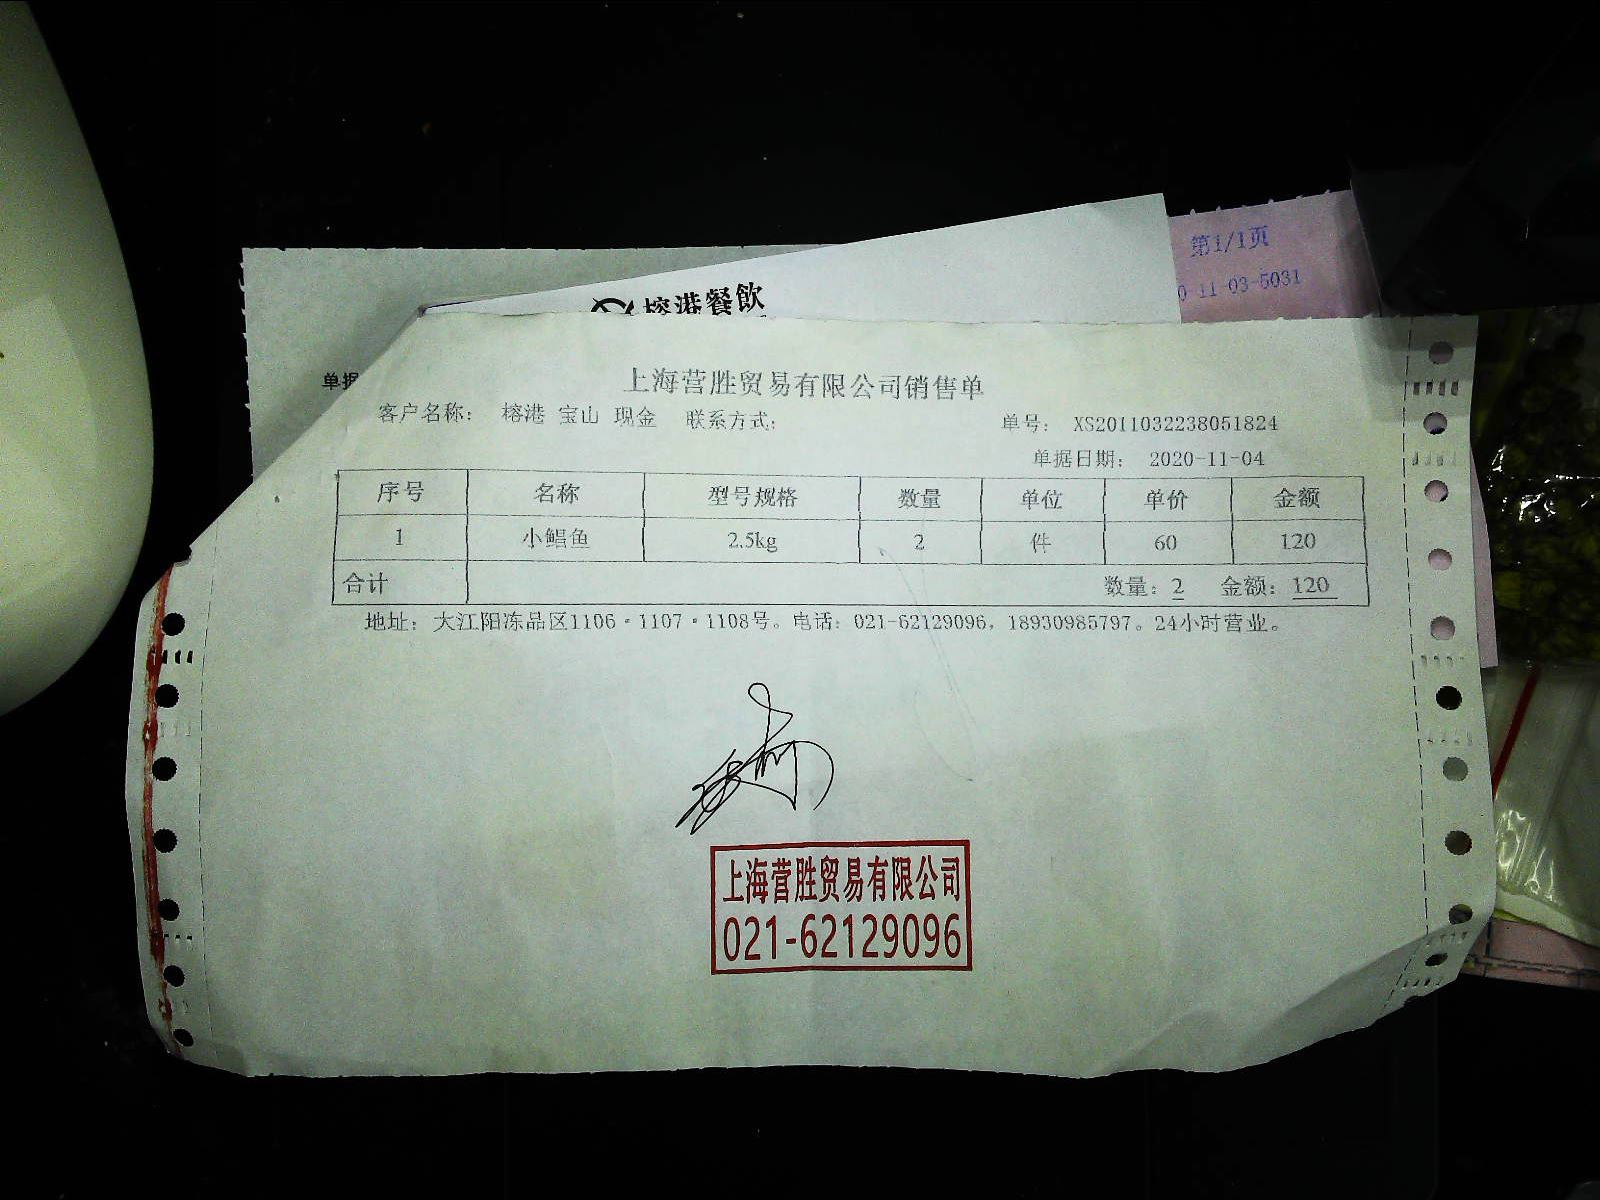 第1/1页
0-11-03-5031
榕港餐飲
单据
上海营胜贸易有限公司销售单
客户名称： 榕港 宝山 现金 联系方式： 单号： XS2011032238051824
单据日期： 2020-11-04
序号 名称 型号规格 数量 单位 单价 金额
1 小鲳鱼 2.5kg 2 件 60 120
合计 数量：2 金额：120
地址：大江阳冻品区1106·1107·1108号。电话：021-62129096，18930985797。24小时营业。
上海营胜贸易有限公司
021-62129096